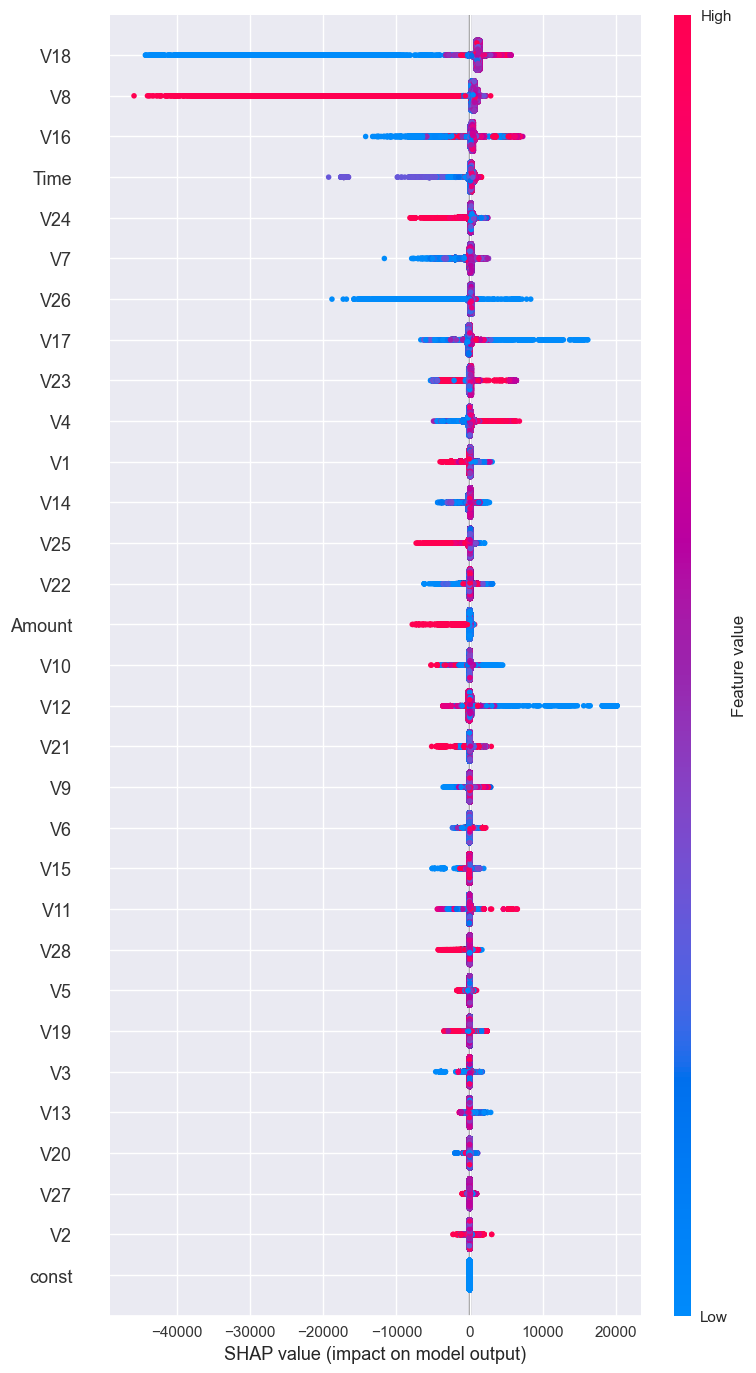 High
V18
V8
V16
Time
V24
V7
V26
V17
V23
V4
V1
V14
V25
V22
Amount
V10
V12
V21
V9
V6
V15
V11
V28
V5
V19
V3
V13
V20
V27
V2
const
Feature value
Low
−40000 −30000 −20000 −10000 0 10000 20000
SHAP value (impact on model output)